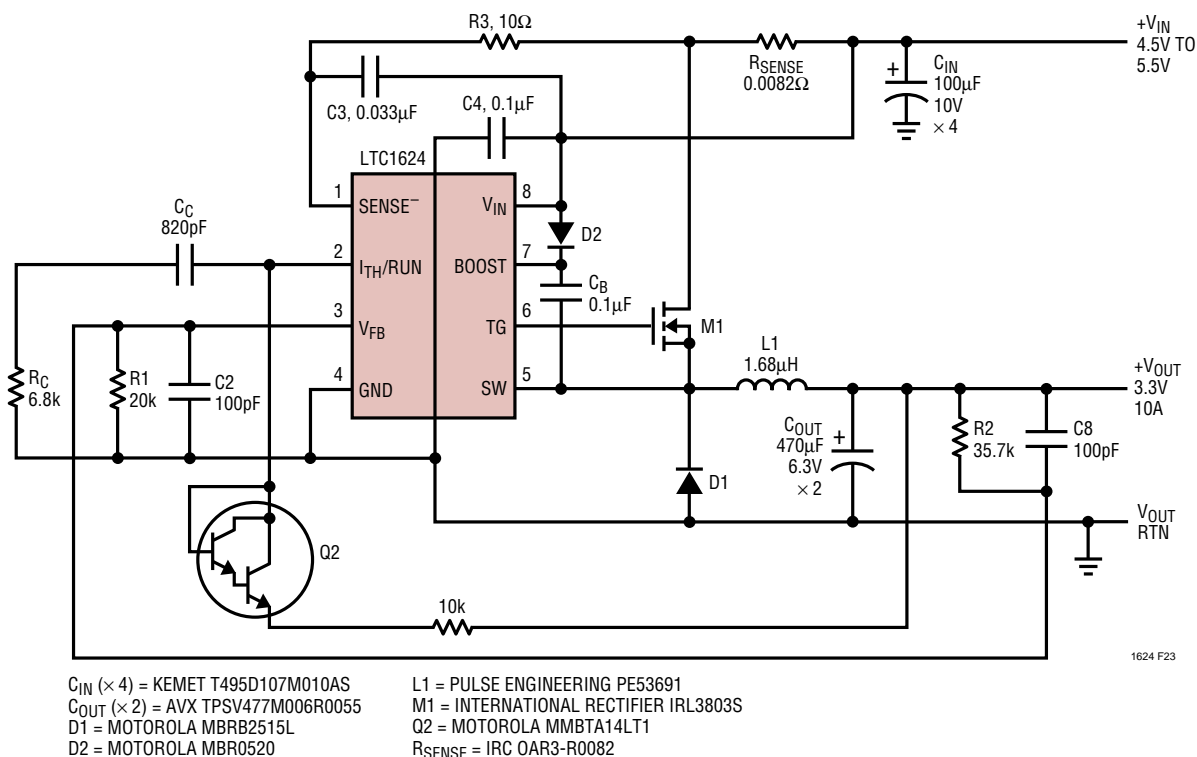 R3, 10Ω
+VIN
4.5V TO
5.5V
RSENSE
0.0082Ω
CIN
100µF
10V
× 4
+
C3, 0.033µF
C4, 0.1µF
LTC1624
1
SENSE–
VIN
8
CC
820pF
D2
2
ITH/RUN
BOOST
7
CB
0.1µF
3
VFB
TG
6
M1
L1
1.68µH
4
GND
SW
5
RC
6.8k
R1
20k
C2
100pF
+VOUT
3.3V
10A
COUT
470µF
6.3V
× 2
+
R2
35.7k
C8
100pF
D1
VOUT
RTN
Q2
10k
1624 F23
CIN (× 4) = KEMET T495D107M010AS
COUT (× 2) = AVX TPSV477M006R0055
D1 = MOTOROLA MBRB2515L
D2 = MOTOROLA MBR0520
L1 = PULSE ENGINEERING PE53691
M1 = INTERNATIONAL RECTIFIER IRL3803S
Q2 = MOTOROLA MMBTA14LT1
RSENSE = IRC OAR3-R0082